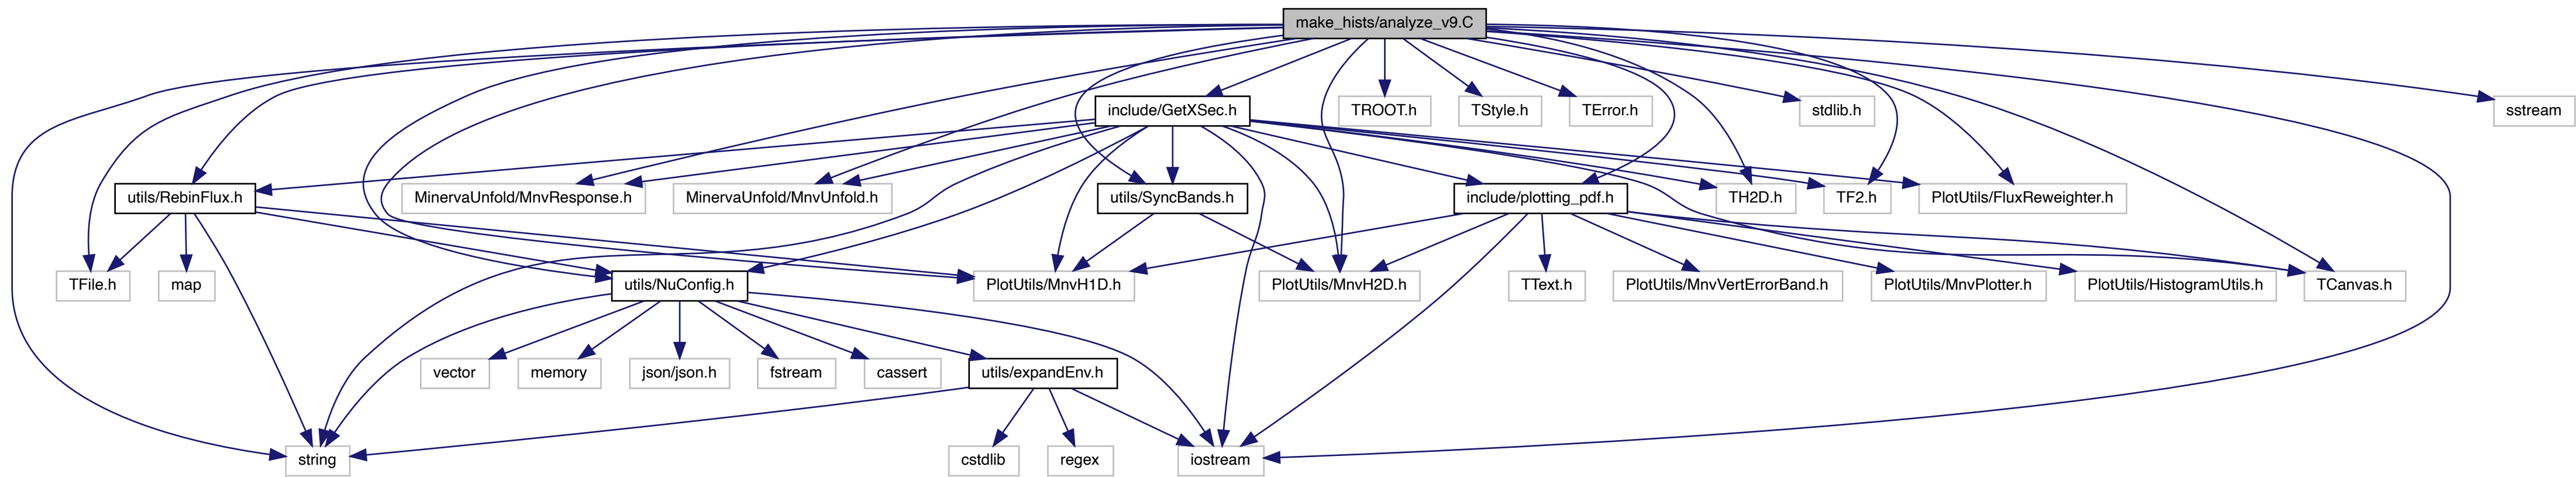 make_hists/analyze_v9.C
include/GetXSec.h
TROOT.h
TStyle.h
TError.h
stdlib.h
sstream
utils/RebinFlux.h
MinervaUnfold/MnvResponse.h
MinervaUnfold/MnvUnfold.h
utils/SyncBands.h
include/plotting_pdf.h
TH2D.h
TF2.h
PlotUtils/FluxReweighter.h
TFile.h
map
utils/NuConfig.h
PlotUtils/MnvH1D.h
PlotUtils/MnvH2D.h
TText.h
PlotUtils/MnvVertErrorBand.h
PlotUtils/MnvPlotter.h
PlotUtils/HistogramUtils.h
TCanvas.h
vector
memory
json/json.h
fstream
cassert
utils/expandEnv.h
string
cstdlib
regex
iostream